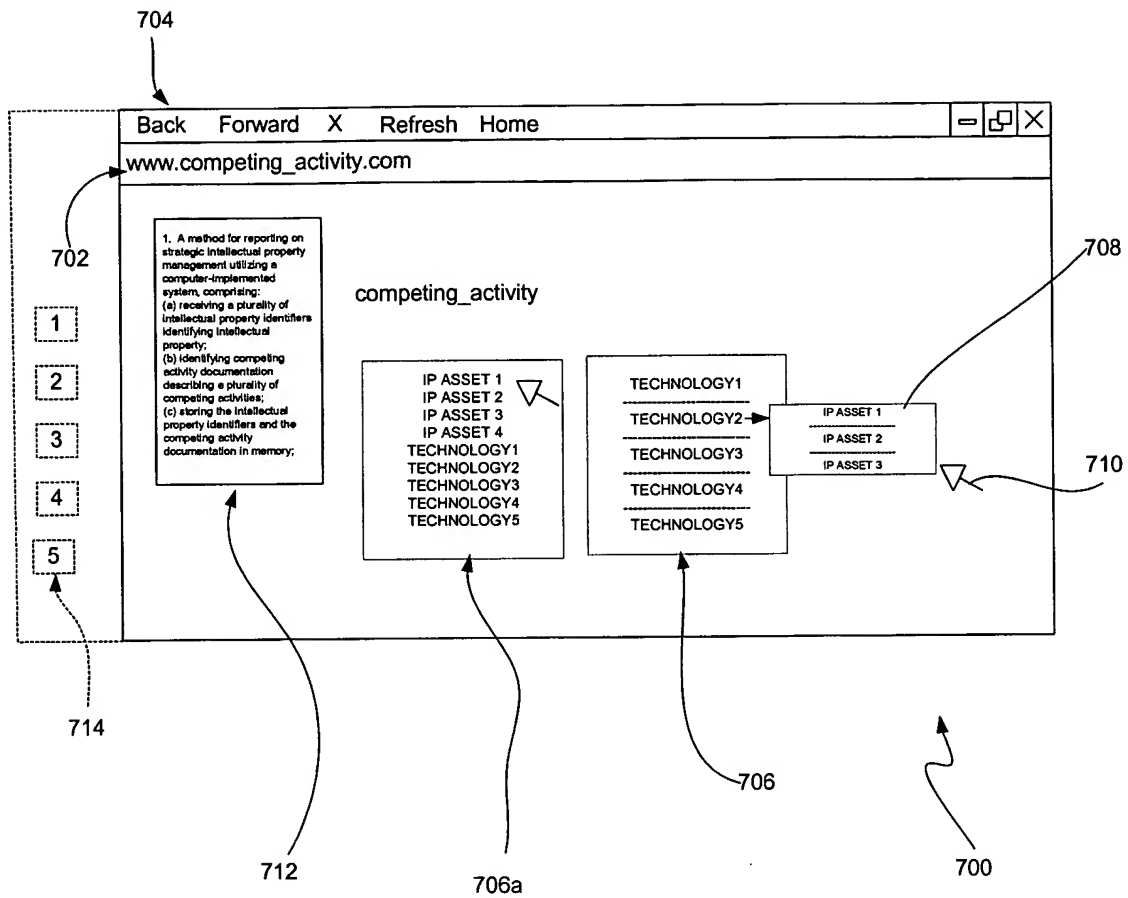 704
Back Forward X Refresh Home
www.competing_activity.com
702
1. A method for reporting on
strategic intellectual property
management utilizing a
computer-implemented
system, comprising:
(a) receiving a plurality of
intellectual property identifiers
identifying intellectual
property;
(b) identifying competing
activity documentation
describing a plurality of
competing activities;
(c) storing the intellectual
property identifiers and the
competing activity
documentation in memory;
competing_activity
IP ASSET 1
IP ASSET 2
IP ASSET 3
IP ASSET 4
TECHNOLOGY1
TECHNOLOGY2
TECHNOLOGY3
TECHNOLOGY4
TECHNOLOGY5
TECHNOLOGY1
TECHNOLOGY2
TECHNOLOGY3
TECHNOLOGY4
TECHNOLOGY5
IP ASSET 1
IP ASSET 2
IP ASSET 3
708
710
1
2
3
4
5
714
712
706a
706
700